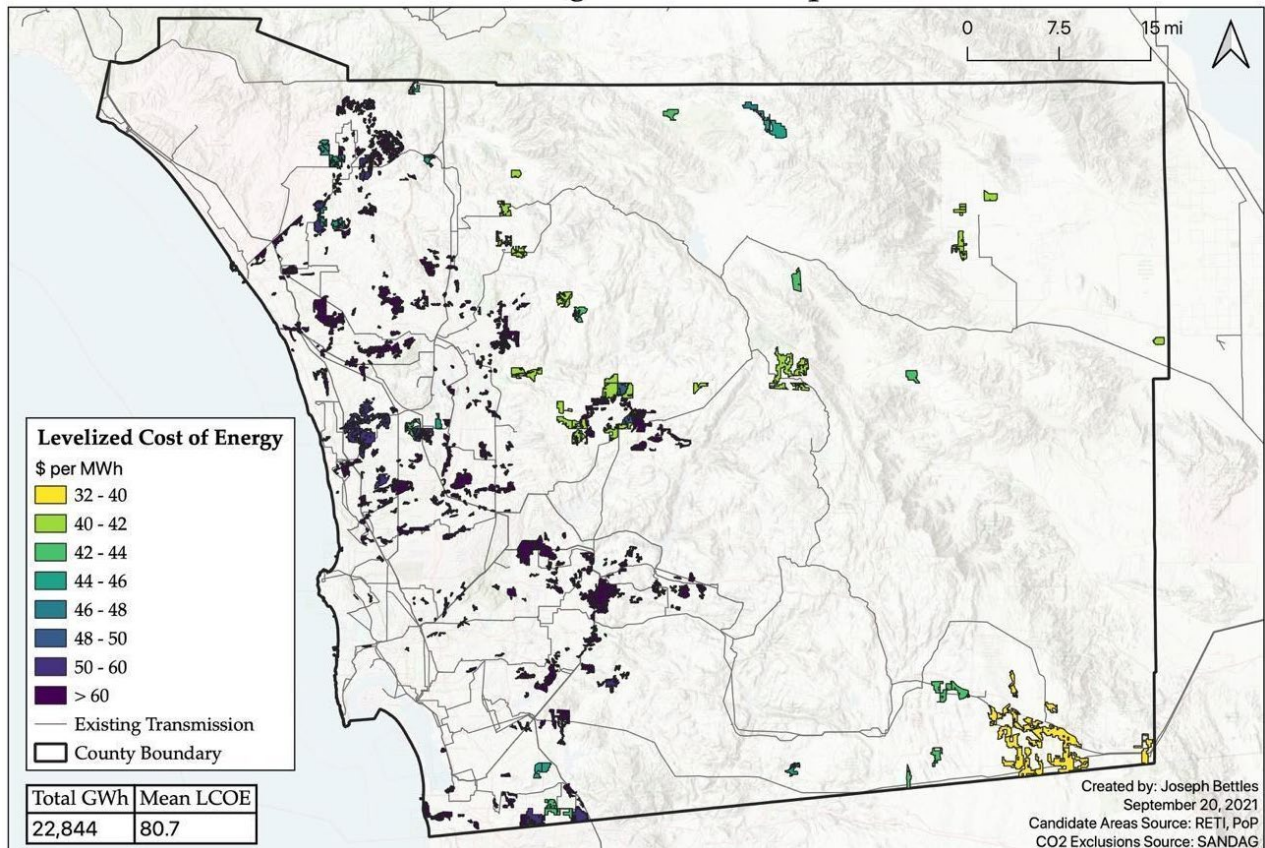 0 7.5 15 mi
Levelized Cost of Energy
$ per MWh
32 - 40
40 - 42
42 - 44
44 - 46
46 - 48
48 - 50
50 - 60
> 60
Existing Transmission
County Boundary
Total GWh Mean LCOE
22,844 80.7
Created by: Joseph Bettles
September 20, 2021
Candidate Areas Source: RETI, PoP
CO2 Exclusions Source: SANDAG